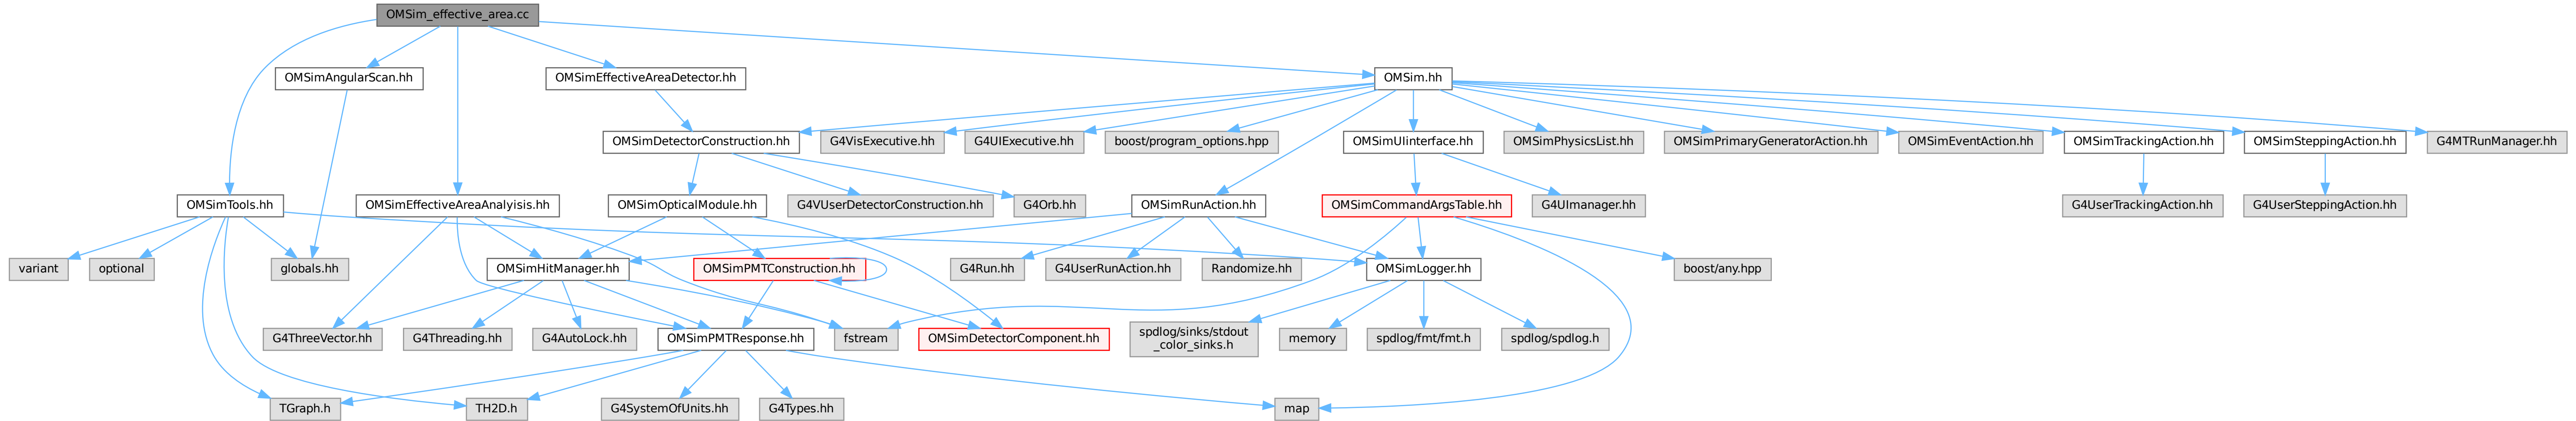 OMSim_effective_area.cc
OMSimAngularScan.hh
OMSimEffectiveAreaDetector.hh
OMSim.hh
OMSimDetectorConstruction.hh
G4VisExecutive.hh
G4UIExecutive.hh
boost/program_options.hpp
OMSimUIinterface.hh
OMSimPhysicsList.hh
OMSimPrimaryGeneratorAction.hh
OMSimEventAction.hh
OMSimTrackingAction.hh
OMSimSteppingAction.hh
G4MTRunManager.hh
OMSimTools.hh
OMSimEffectiveAreaAnalyisis.hh
OMSimOpticalModule.hh
G4VUserDetectorConstruction.hh
G4Orb.hh
OMSimRunAction.hh
OMSimCommandArgsTable.hh
G4UImanager.hh
G4UserTrackingAction.hh
G4UserSteppingAction.hh
variant
optional
globals.hh
OMSimHitManager.hh
OMSimPMTConstruction.hh
G4Run.hh
G4UserRunAction.hh
Randomize.hh
OMSimLogger.hh
boost/any.hpp
G4ThreeVector.hh
G4Threading.hh
G4AutoLock.hh
OMSimPMTResponse.hh
fstream
OMSimDetectorComponent.hh
spdlog/sinks/stdout
_color_sinks.h
memory
spdlog/fmt/fmt.h
spdlog/spdlog.h
TGraph.h
TH2D.h
G4SystemOfUnits.hh
G4Types.hh
map